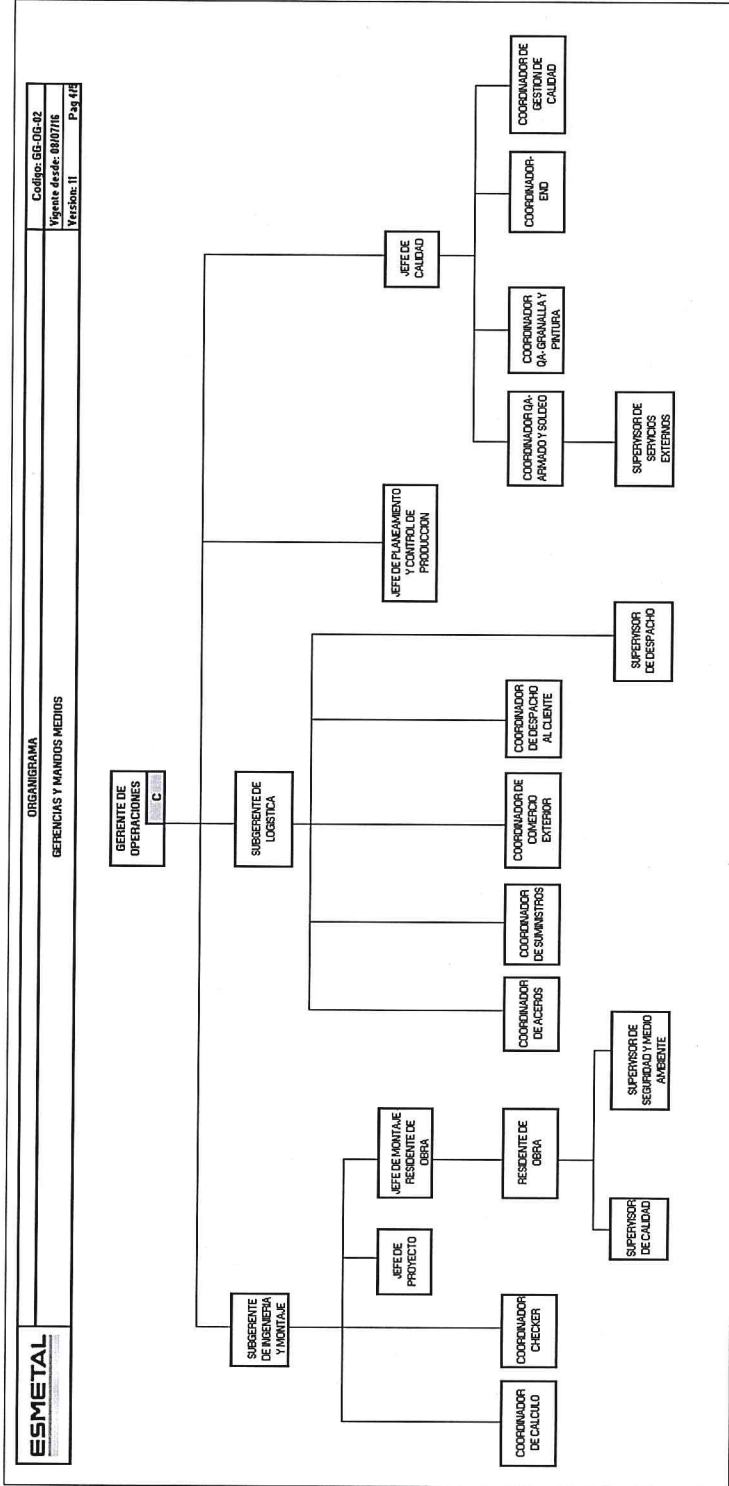 ESMETAL
ORGANIGRAMA
GERENCIAS Y MANDOS MEDIOS
Codigo: GG-OG-02
Vigente desde: 08/07/16
Version: 11 Pag 4/5
GERENTE DE
OPERACIONES
C
SUBGERENTE
DE INGENIERIA
Y MONTAJE
SUBGERENTE DE
LOGISTICA
JEFE DE
PROYECTO
JEFE DE MONTAJE
RESIDENTE DE
OBRA
JEFE DE PLANEAMIENTO
Y CONTROL DE
PRODUCCION
JEFE DE
CALIDAD
COORDINADOR
DE CALCULO
COORDINADOR
CHECKER
RESIDENTE DE
OBRA
COORDINADOR
DE ACEROS
COORDINADOR
DE SUMINISTROS
COORDINADOR DE
COMERCIO
EXTERIOR
COORDINADOR
DE DESPACHO
AL CLIENTE
COORDINADOR QA-
ARMADO Y SOLDEO
COORDINADOR
QA- GRANALLA Y
PINTURA
COORDINADOR-
END
COORDINADOR DE
GESTION DE
CALIDAD
SUPERVISOR
DE CALIDAD
SUPERVISOR DE
SEGURIDAD Y MEDIO
AMBIENTE
SUPERVISOR
DE DESPACHO
SUPERVISOR DE
SERVICIOS
EXTERNOS